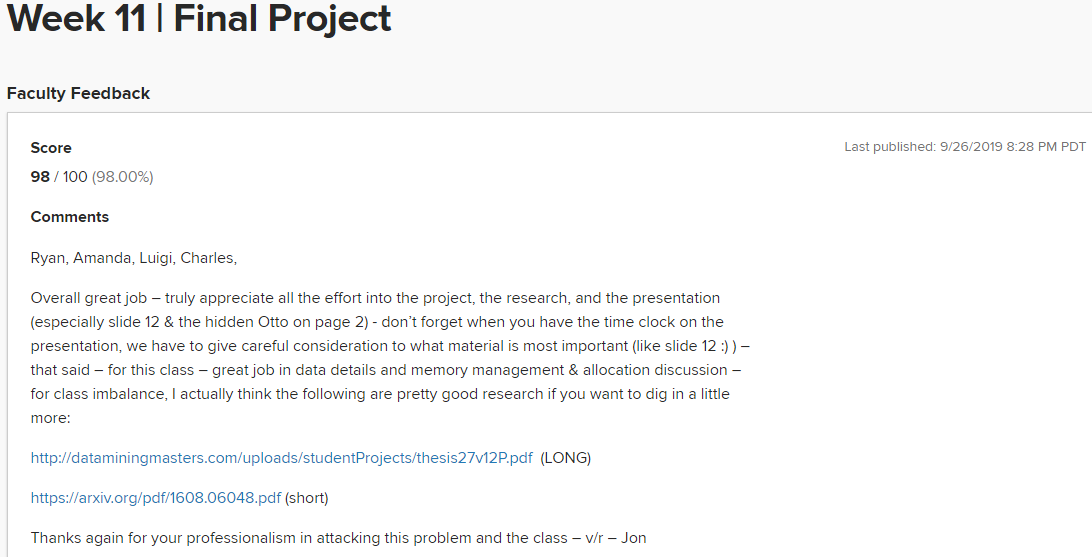 Week 11 | Final Project
Faculty Feedback
Score
Last published: 9/26/2019 8:28 PM PDT
98 / 100 (98.00%)
Comments
Ryan, Amanda, Luigi, Charles,
Overall great job – truly appreciate all the effort into the project, the research, and the presentation
(especially slide 12 & the hidden Otto on page 2) - don’t forget when you have the time clock on the
presentation, we have to give careful consideration to what material is most important (like slide 12 :) ) –
that said – for this class – great job in data details and memory management & allocation discussion –
for class imbalance, I actually think the following are pretty good research if you want to dig in a little
more:
http://dataminingmasters.com/uploads/studentProjects/thesis27v12P.pdf (LONG)
https://arxiv.org/pdf/1608.06048.pdf (short)
Thanks again for your professionalism in attacking this problem and the class – v/r – Jon